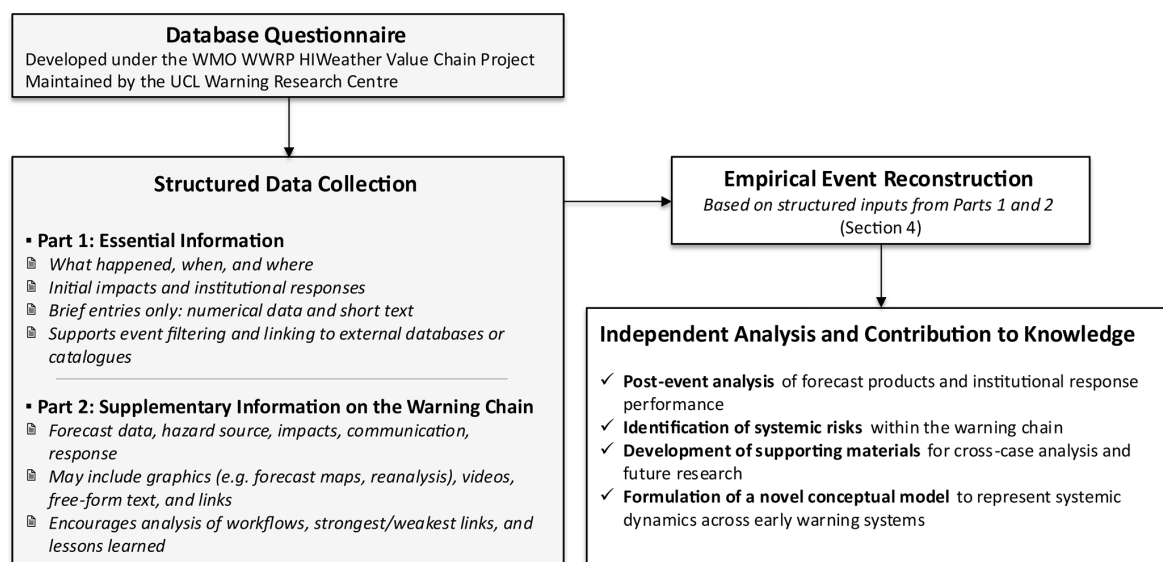 Database Questionnaire
Developed under the WMO WWRP HIWeather Value Chain Project
Maintained by the UCL Warning Research Centre
Structured Data Collection
▪ Part 1: Essential Information
What happened, when, and where
Initial impacts and institutional responses
Brief entries only: numerical data and short text
Supports event filtering and linking to external databases or
catalogues
▪ Part 2: Supplementary Information on the Warning Chain
Forecast data, hazard source, impacts, communication,
response
May include graphics (e.g. forecast maps, reanalysis), videos,
free-form text, and links
Encourages analysis of workflows, strongest/weakest links, and
lessons learned
Empirical Event Reconstruction
Based on structured inputs from Parts 1 and 2
(Section 4)
Independent Analysis and Contribution to Knowledge
✓ Post-event analysis of forecast products and institutional response
performance
✓ Identification of systemic risks within the warning chain
✓ Development of supporting materials for cross-case analysis and
future research
✓ Formulation of a novel conceptual model to represent systemic
dynamics across early warning systems